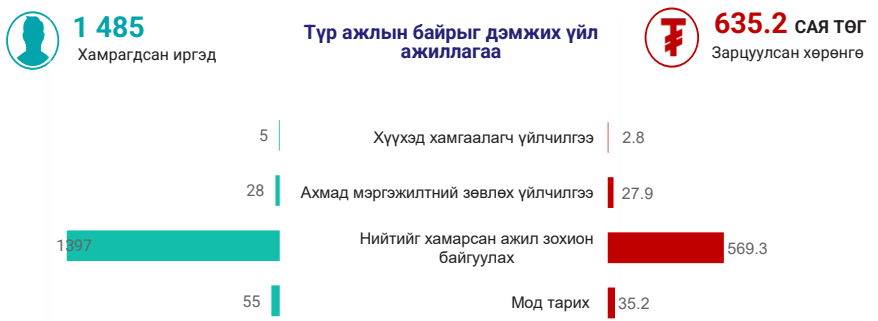 1 485
Хамрагдсан иргэд
Түр ажлын байрыг дэмжих үйл
ажиллагаа
635.2 САЯ ТӨГ
Зарцуулсан хөрөнгө
5
Хүүхэд хамгаалагч үйлчилгээ
2.8
28
Ахмад мэргэжилтний зөвлөх үйлчилгээ
27.9
1397
Нийтийг хамарсан ажил зохион
байгуулах
569.3
55
Мод тарих
35.2